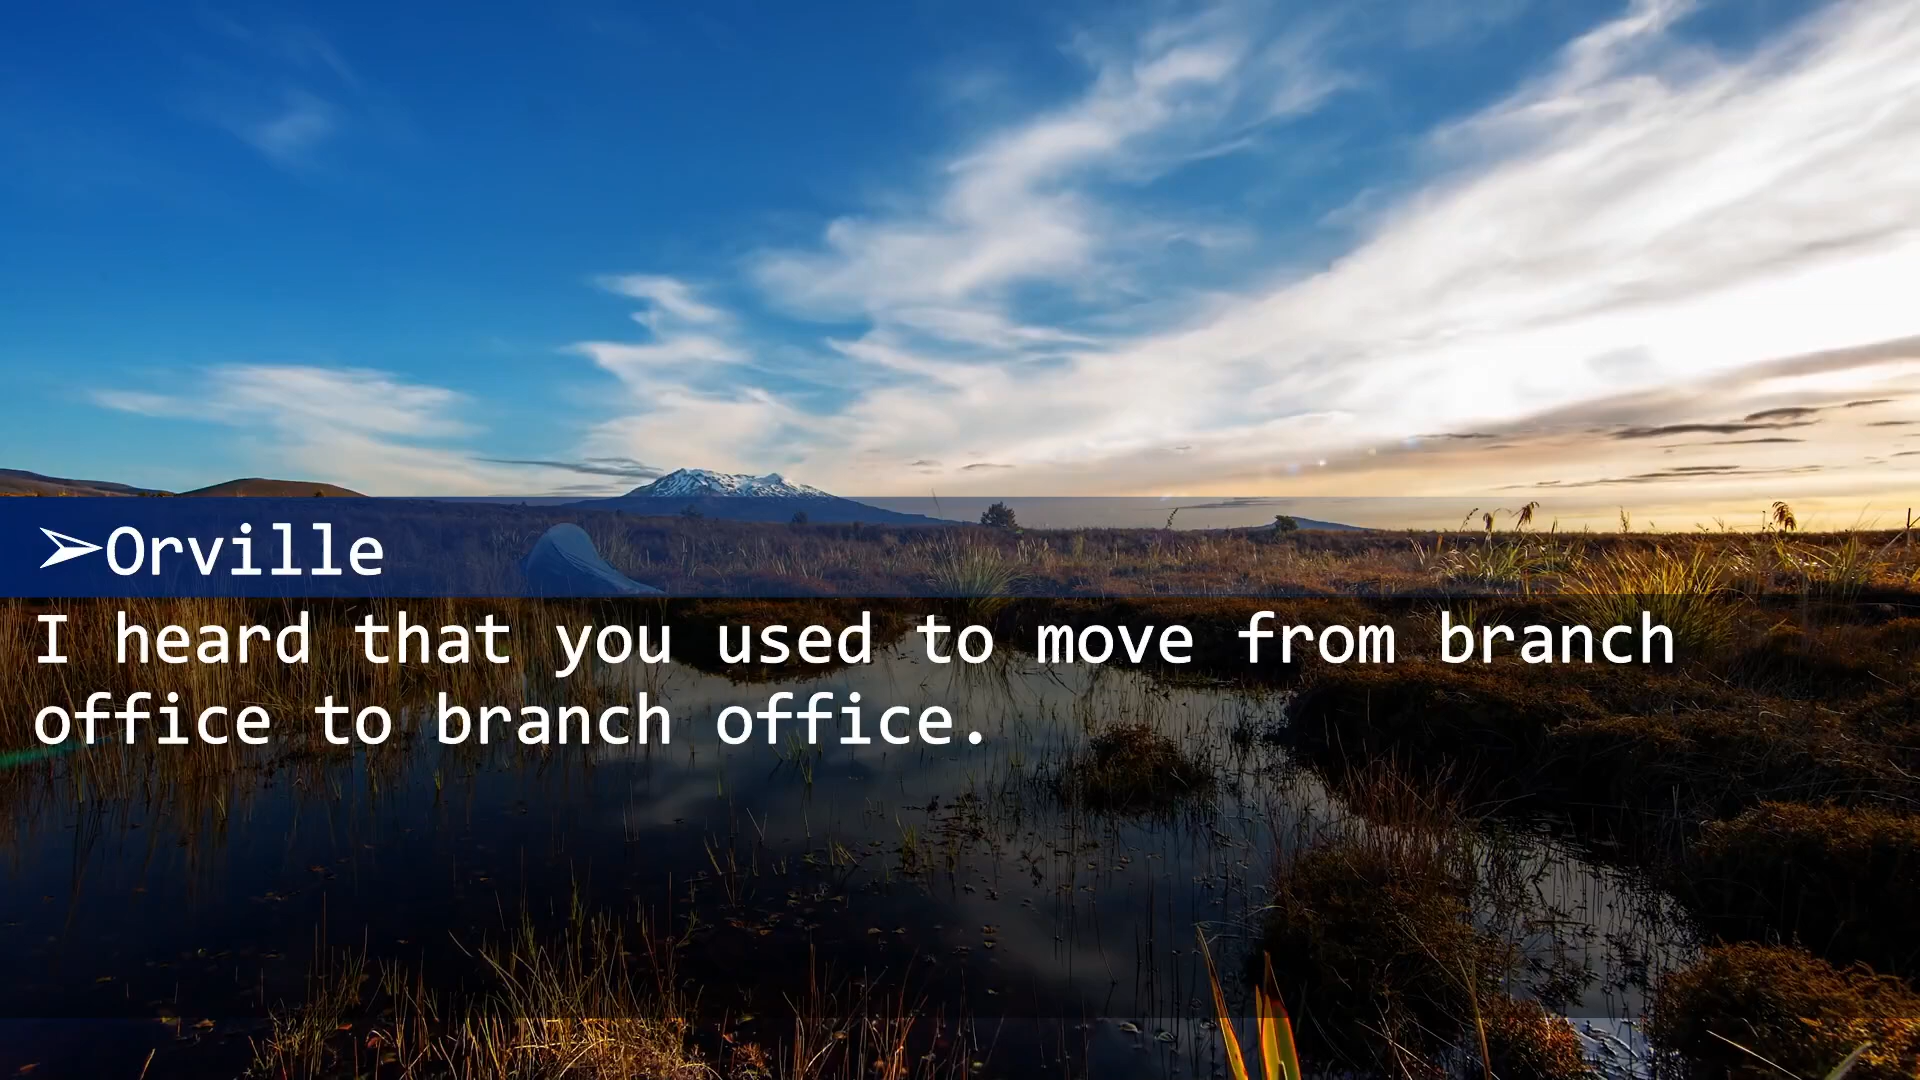 ➢Orville
I heard that you used to move from branch
office to branch office.